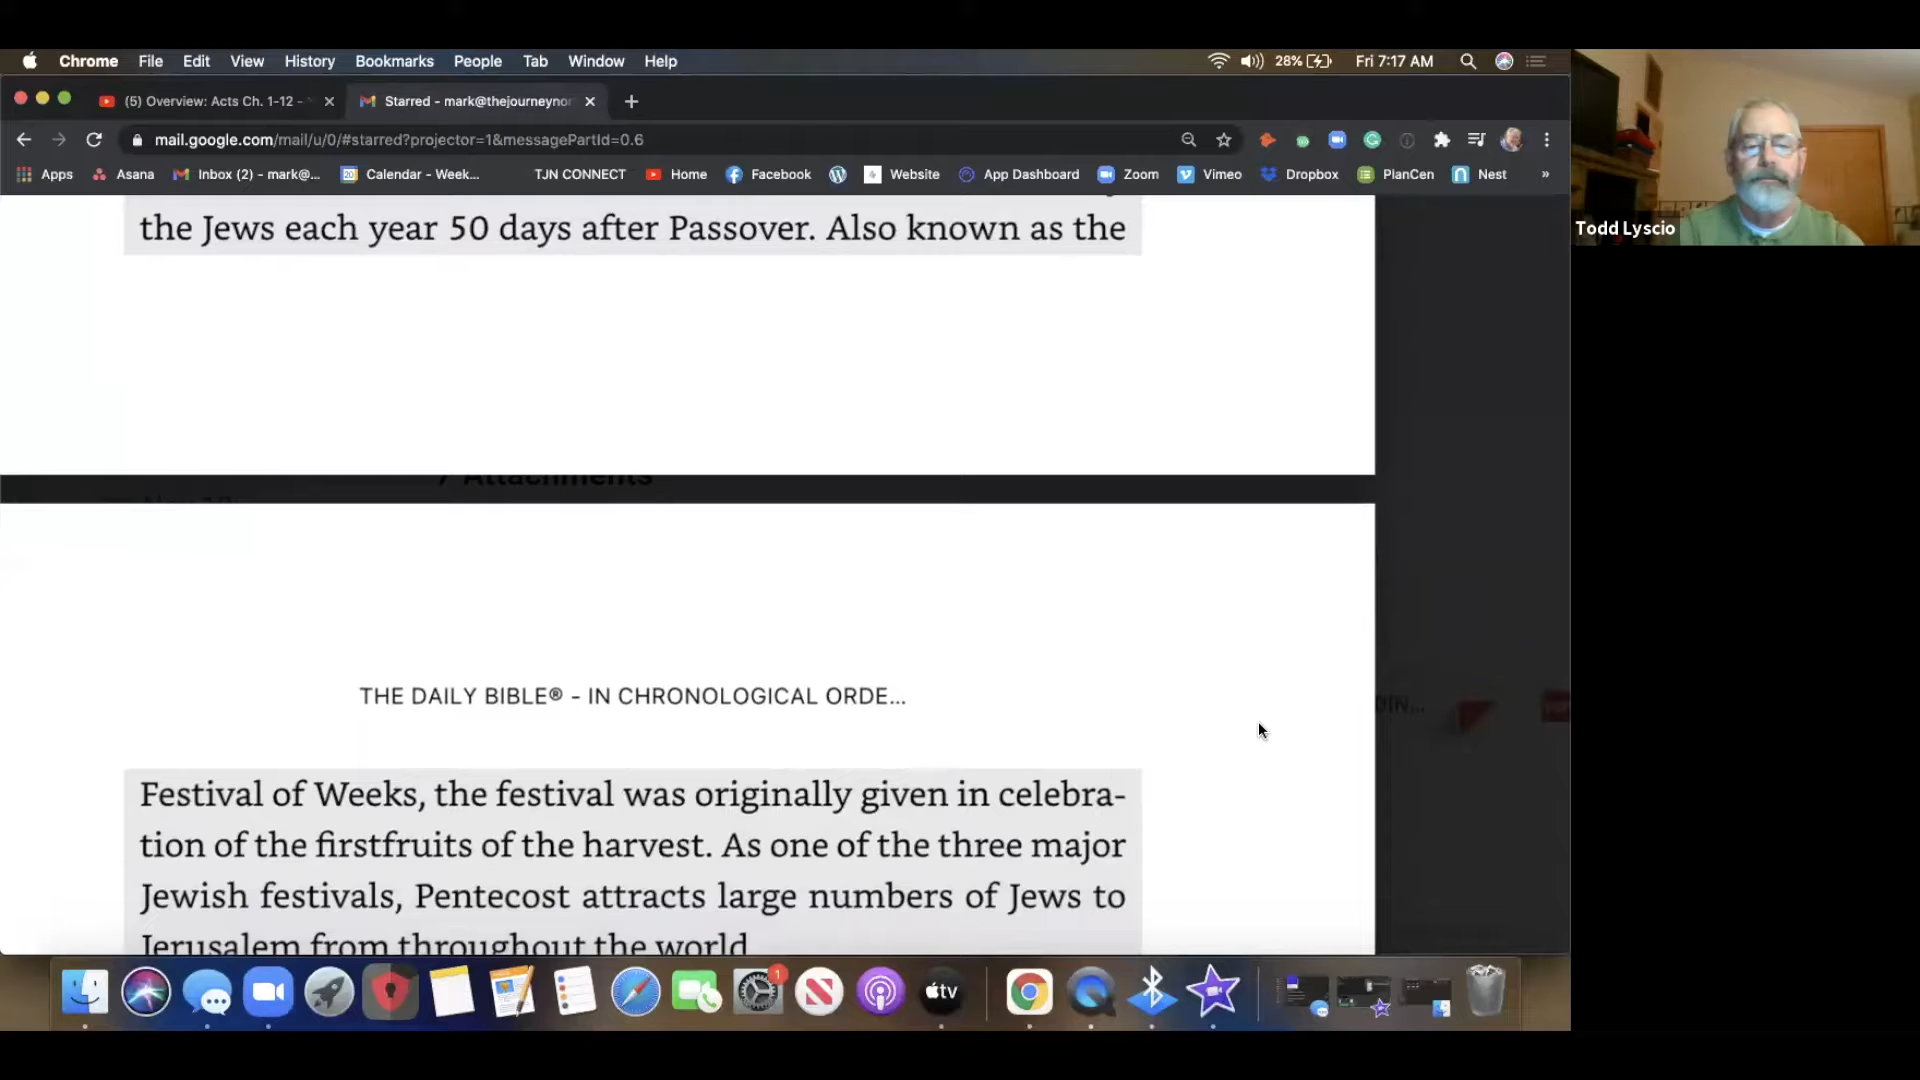 Chrome File Edit View History Bookmarks People Tab Window Help 28% Fri 7:17 AM
(5) Overview: Acts Ch. 1-12 - Starred - mark@thejourneynor
mail.google.com/mail/u/0/#starred?projector=1&messagePartId=0.6
Apps Asana Inbox (2) - mark@... 20 Calendar - Week... TJN CONNECT Home Facebook Website App Dashboard Zoom Vimeo Dropbox PlanCen Nest »
Todd Lyscio
the Jews each year 50 days after Passover. Also known as the
7 Attachments
THE DAILY BIBLE® - IN CHRONOLOGICAL ORDE...
Festival of Weeks, the festival was originally given in celebra-
tion of the firstfruits of the harvest. As one of the three major
Jewish festivals, Pentecost attracts large numbers of Jews to
Jerusalem from throughout the world
1
tv